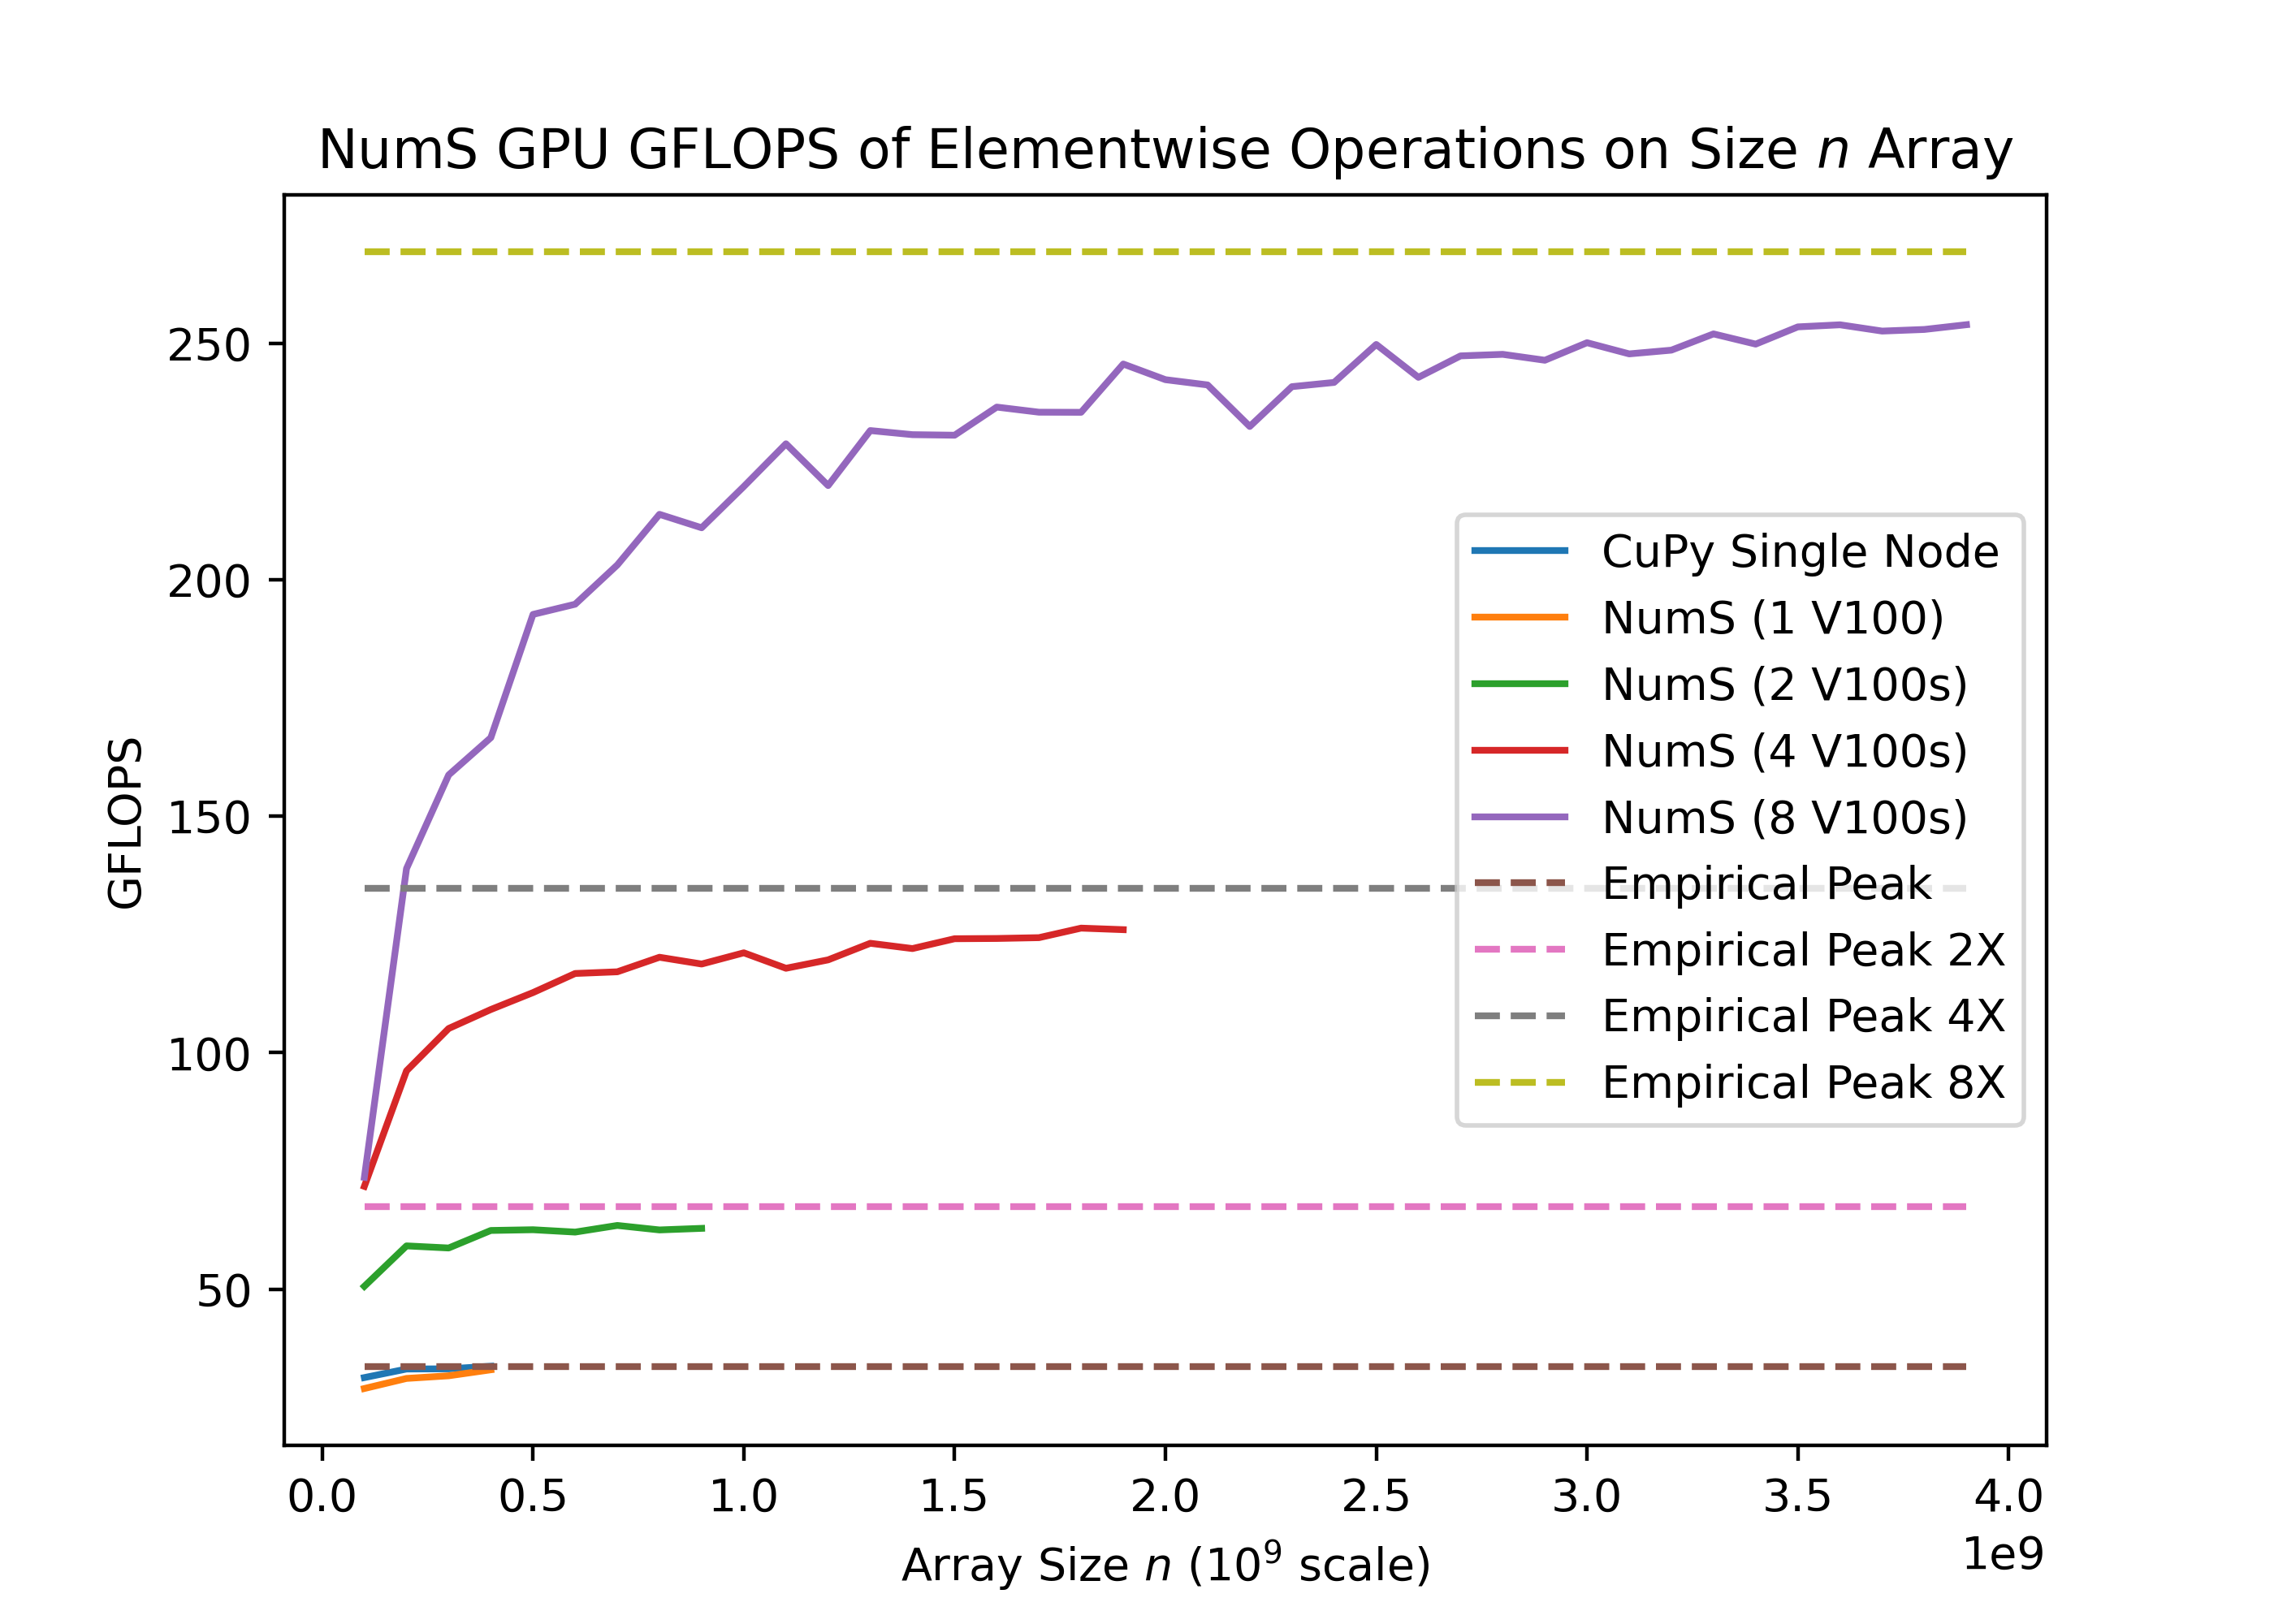 NumS GPU GFLOPS of Elementwise Operations on Size n Array
GFLOPS
250
200
150
100
50
CuPy Single Node
NumS (1 V100)
NumS (2 V100s)
NumS (4 V100s)
NumS (8 V100s)
Empirical Peak
Empirical Peak 2X
Empirical Peak 4X
Empirical Peak 8X
0.0 0.5 1.0 1.5 2.0 2.5 3.0 3.5 4.0
1e9
Array Size n (10⁹ scale)